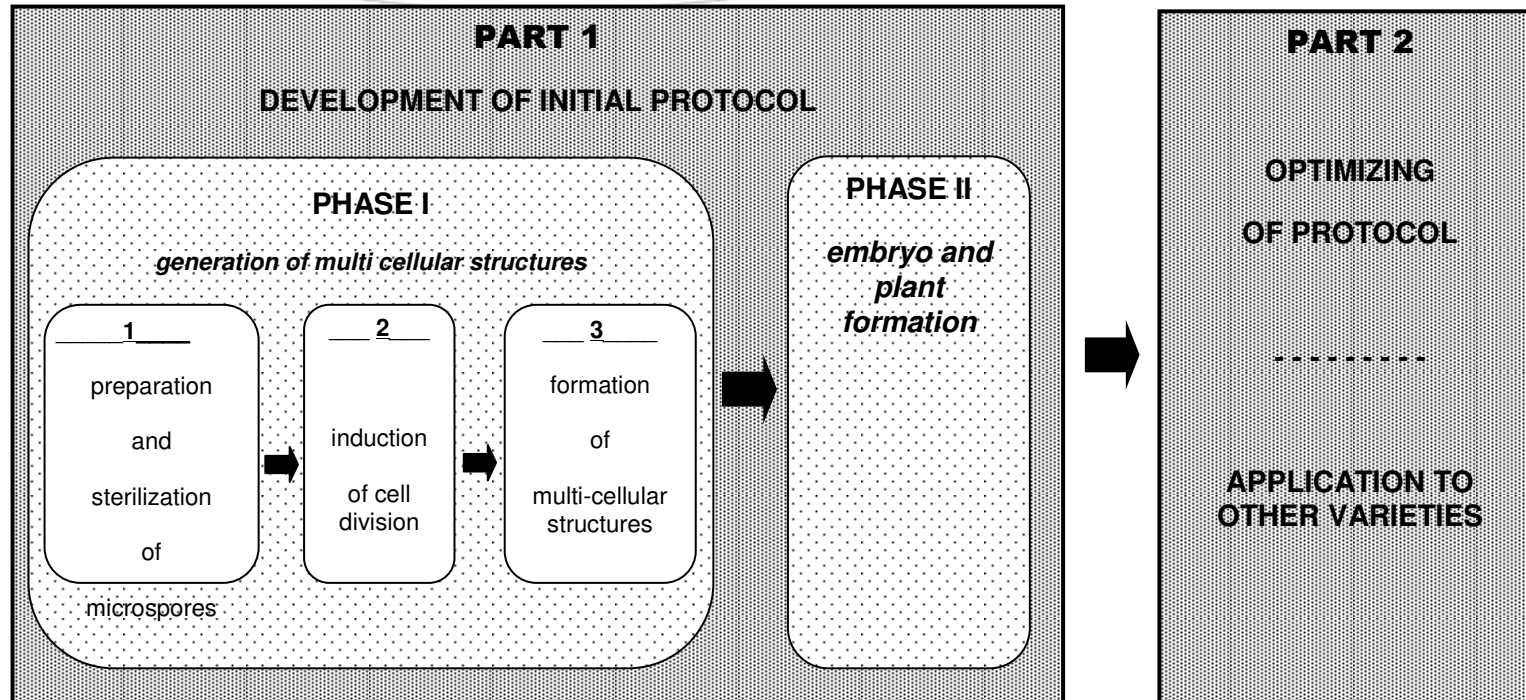 PART 1
DEVELOPMENT OF INITIAL PROTOCOL
PHASE I
generation of multi cellular structures
1
preparation
and
sterilization
of
microspores
2
induction
of cell
division
3
formation
of
multi-cellular
structures
PHASE II
embryo and
plant
formation
PART 2
OPTIMIZING
OF PROTOCOL
- - - - - - - - -
APPLICATION TO
OTHER VARIETIES